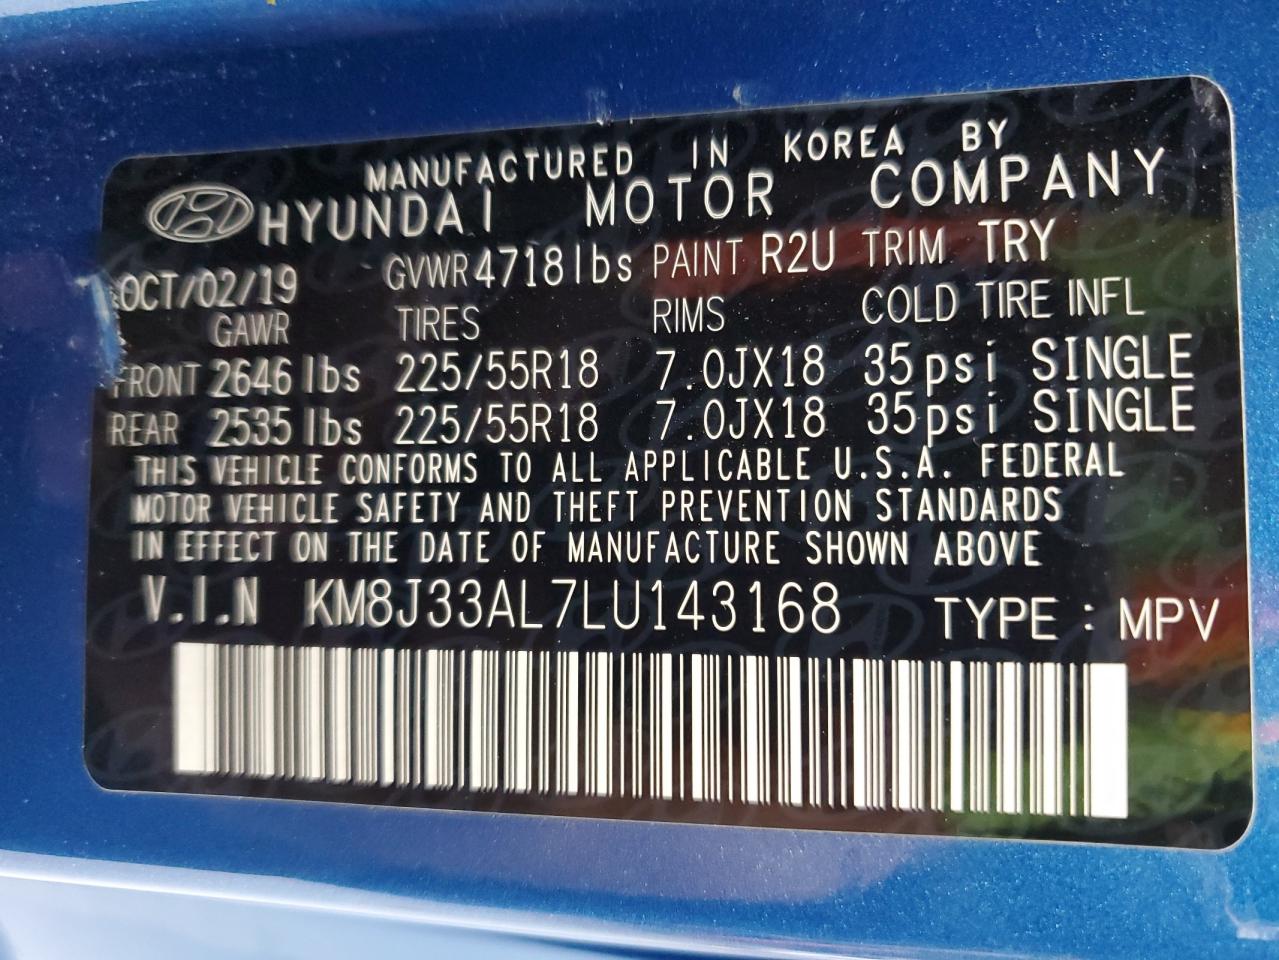 MANUFACTURED IN KOREA BY
HYUNDAI MOTOR COMPANY
OCT/02/19 GVWR 4718lbs PAINT R2U TRIM TRY
GAWR TIRES RIMS COLD TIRE INFL
FRONT 2646 lbs 225/55R18 7.0JX18 35psi SINGLE
REAR 2535 lbs 225/55R18 7.0JX18 35psi SINGLE
THIS VEHICLE CONFORMS TO ALL APPLICABLE U.S.A. FEDERAL
MOTOR VEHICLE SAFETY AND THEFT PREVENTION STANDARDS
IN EFFECT ON THE DATE OF MANUFACTURE SHOWN ABOVE
V.I.N KM8J33AL7LU143168 TYPE : MPV